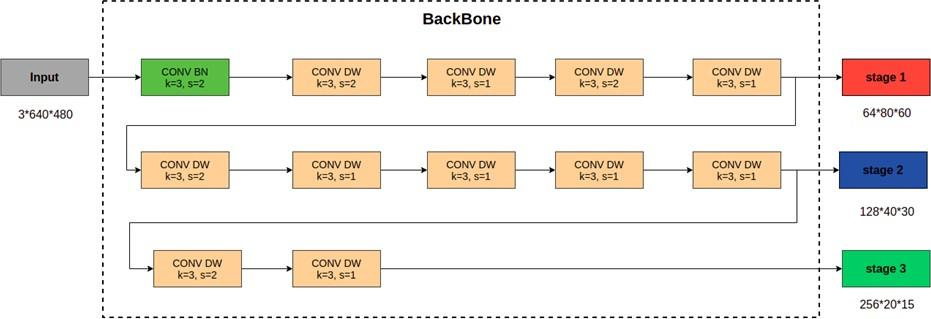 BackBone
Input
3*640*480
CONV BN
k=3, s=2
CONV DW
k=3, s=2
CONV DW
k=3, s=1
CONV DW
k=3, s=2
CONV DW
k=3, s=1
stage 1
64*80*60
CONV DW
k=3, s=2
CONV DW
k=3, s=1
CONV DW
k=3, s=1
CONV DW
k=3, s=1
CONV DW
k=3, s=1
stage 2
128*40*30
CONV DW
k=3, s=2
CONV DW
k=3, s=1
stage 3
256*20*15